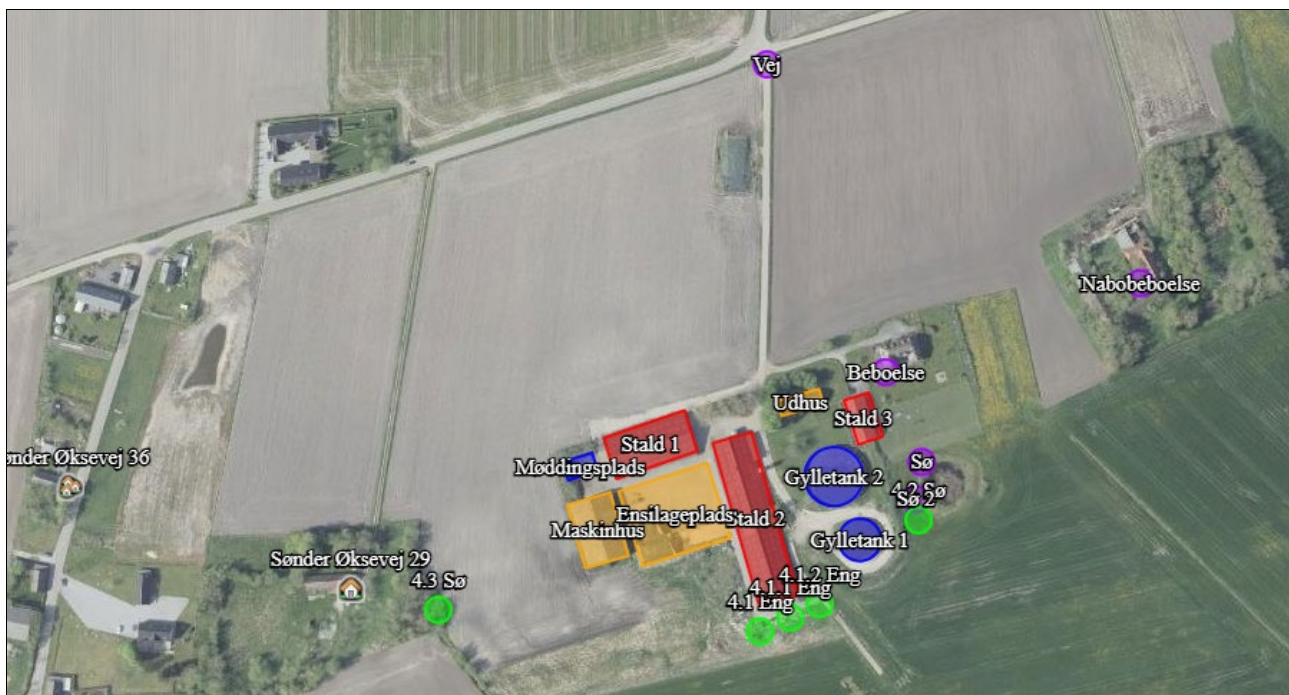 Vej
Nabobeboelse
Beboelse
Udhus
Stald 3
Stald 1
ønder Øksevej 36
Møddingsplads
Sø
Gylletank 2
4.2 Sø
Sø 2
Ensilageplads
Stald 2
Maskinhus
Gylletank 1
Sønder Øksevej 29
4.3 Sø
4.1.2 Eng
4.1.1 Eng
4.1 Eng